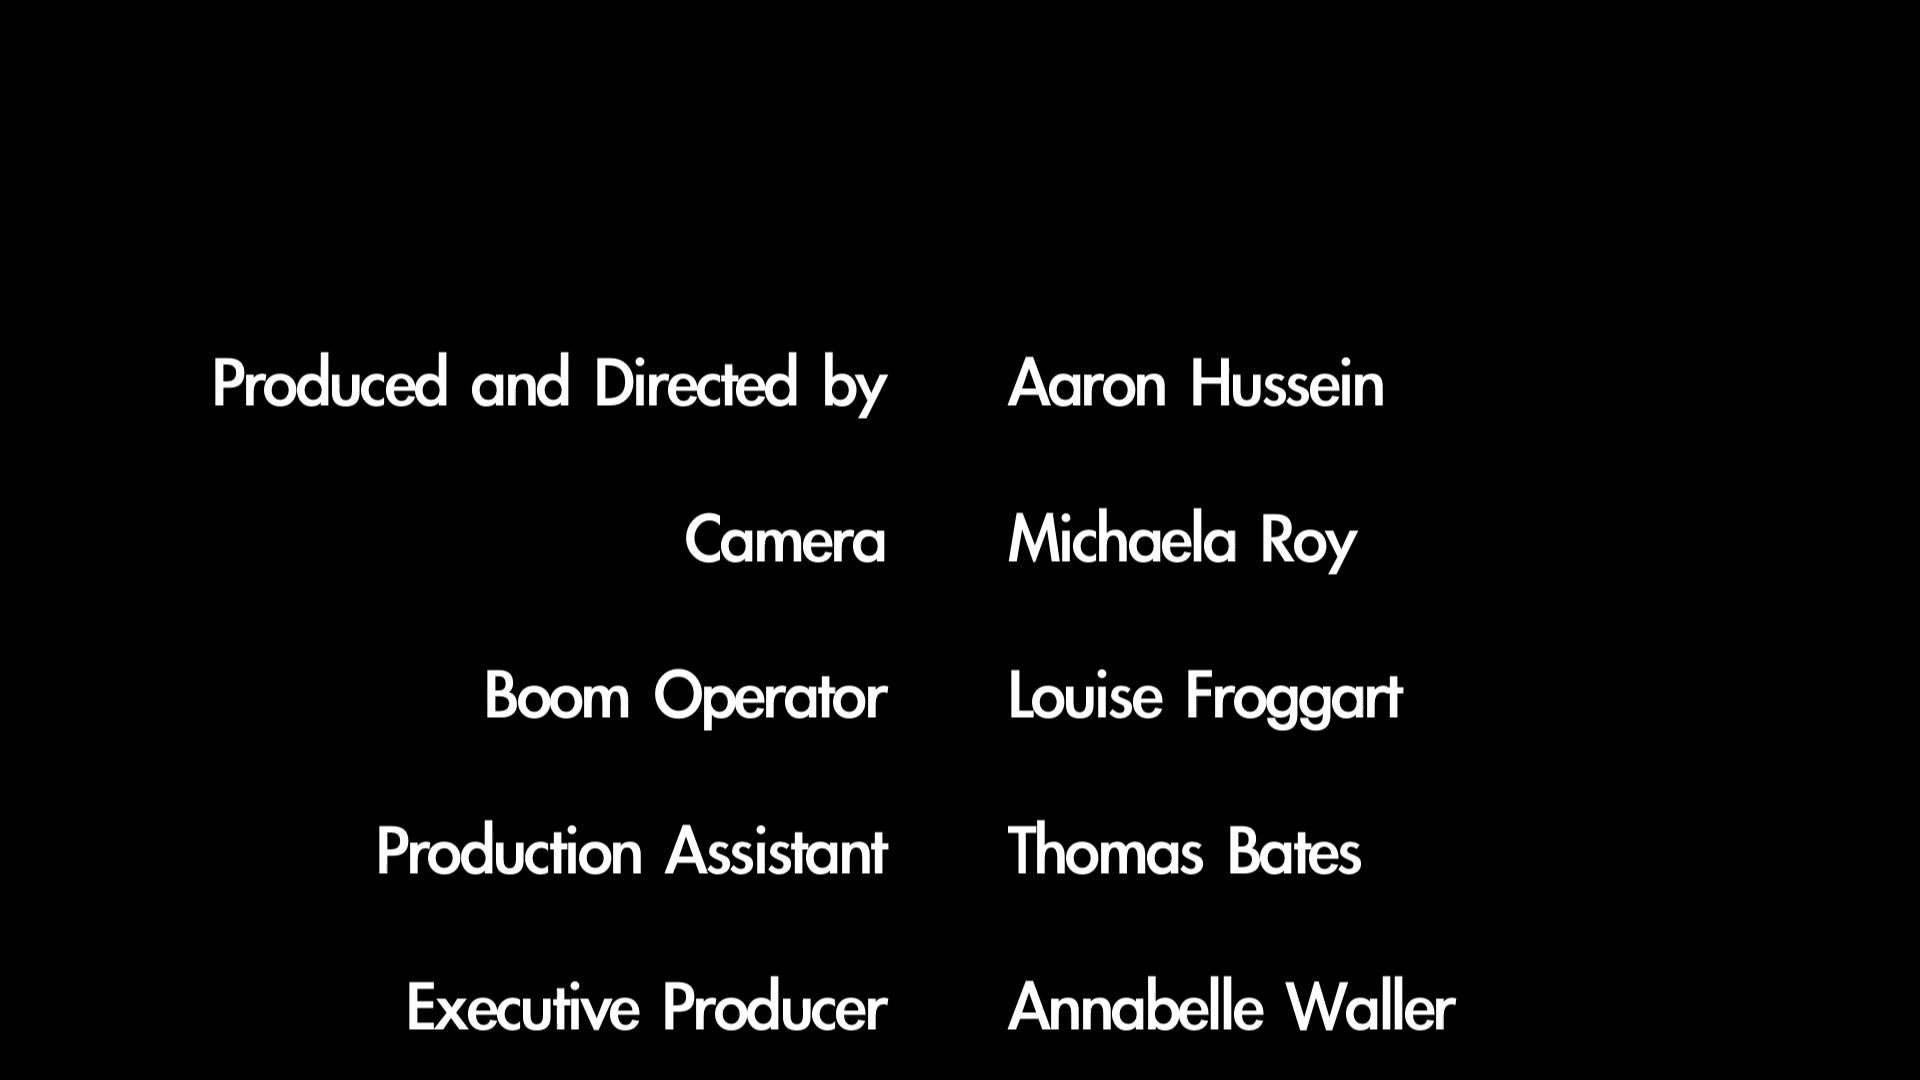 Produced and Directed by Aaron Hussein
Camera Michaela Roy
Boom Operator Louise Froggart
Production Assistant Thomas Bates
Executive Producer Annabelle Waller